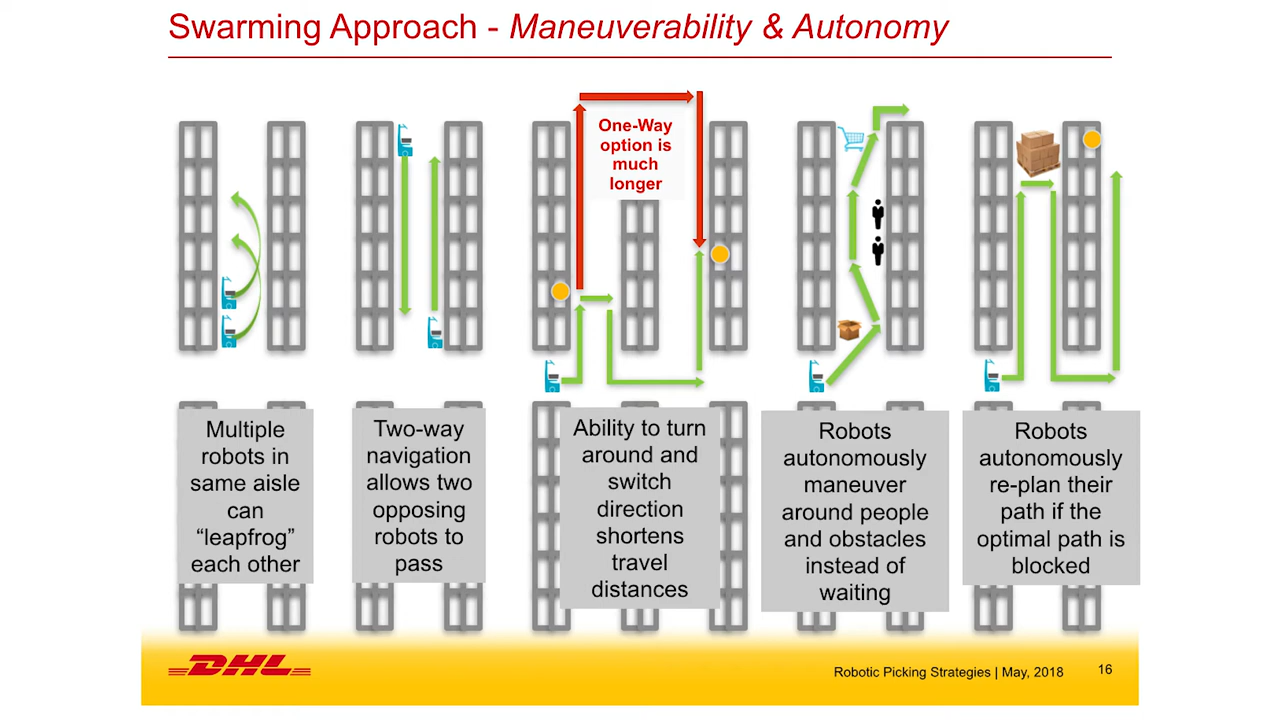 Swarming Approach - Maneuverability & Autonomy
One-Way
option is
much
longer
Multiple
robots in
same aisle
can
“leapfrog”
each other
Two-way
navigation
allows two
opposing
robots to
pass
Ability to turn
around and
switch
direction
shortens
travel
distances
Robots
autonomously
maneuver
around people
and obstacles
instead of
waiting
Robots
autonomously
re-plan their
path if the
optimal path is
blocked
DHL
Robotic Picking Strategies | May, 2018
16